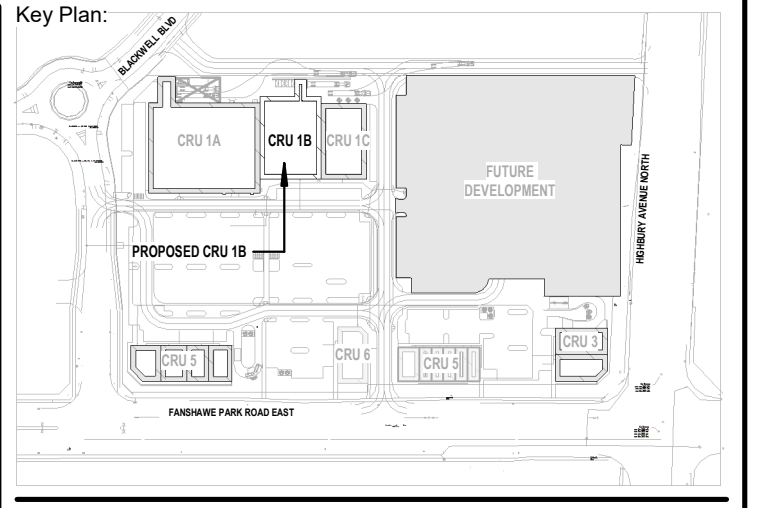 Key Plan:
BLACKWELL BLVD
CRU 1A
CRU 1B
CRU 1C
FUTURE
DEVELOPMENT
HIGHBURY AVENUE NORTH
PROPOSED CRU 1B
CRU 5
CRU 6
CRU 5
CRU 3
FANSHAWE PARK ROAD EAST